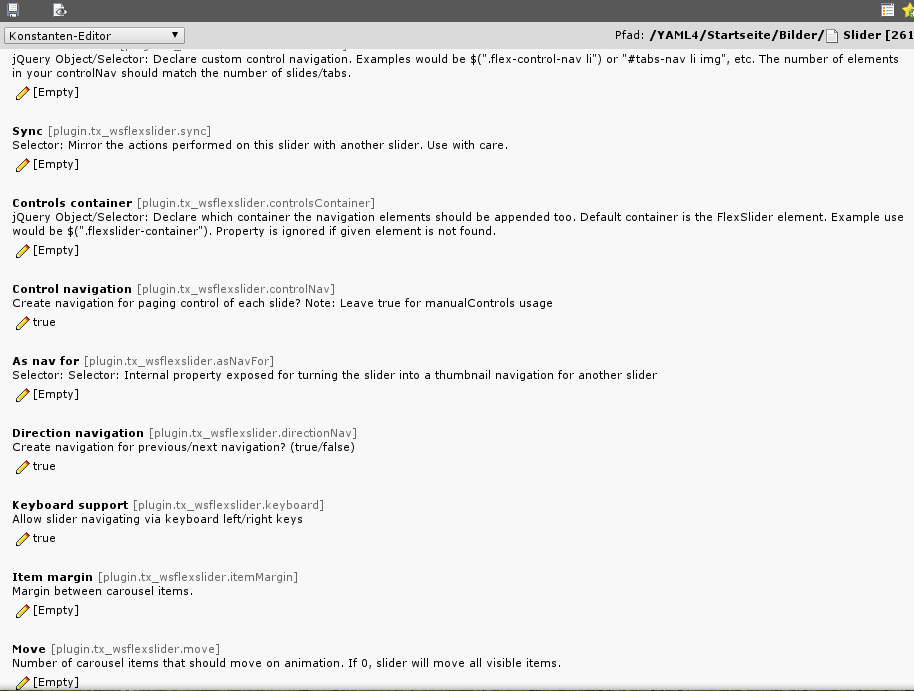 Konstanten-Editor
Pfad: /YAML4/Startseite/Bilder/ Slider [261
jQuery Object/Selector: Declare custom control navigation. Examples would be $(".flex-control-nav li") or "#tabs-nav li img", etc. The number of elements
in your controlNav should match the number of slides/tabs.
[Empty]
Sync [plugin.tx_wsflexslider.sync]
Selector: Mirror the actions performed on this slider with another slider. Use with care.
[Empty]
Controls container [plugin.tx_wsflexslider.controlsContainer]
jQuery Object/Selector: Declare which container the navigation elements should be appended too. Default container is the FlexSlider element. Example use
would be $(".flexslider-container"). Property is ignored if given element is not found.
[Empty]
Control navigation [plugin.tx_wsflexslider.controlNav]
Create navigation for paging control of each slide? Note: Leave true for manualControls usage
true
As nav for [plugin.tx_wsflexslider.asNavFor]
Selector: Selector: Internal property exposed for turning the slider into a thumbnail navigation for another slider
[Empty]
Direction navigation [plugin.tx_wsflexslider.directionNav]
Create navigation for previous/next navigation? (true/false)
true
Keyboard support [plugin.tx_wsflexslider.keyboard]
Allow slider navigating via keyboard left/right keys
true
Item margin [plugin.tx_wsflexslider.itemMargin]
Margin between carousel items.
[Empty]
Move [plugin.tx_wsflexslider.move]
Number of carousel items that should move on animation. If 0, slider will move all visible items.
[Empty]